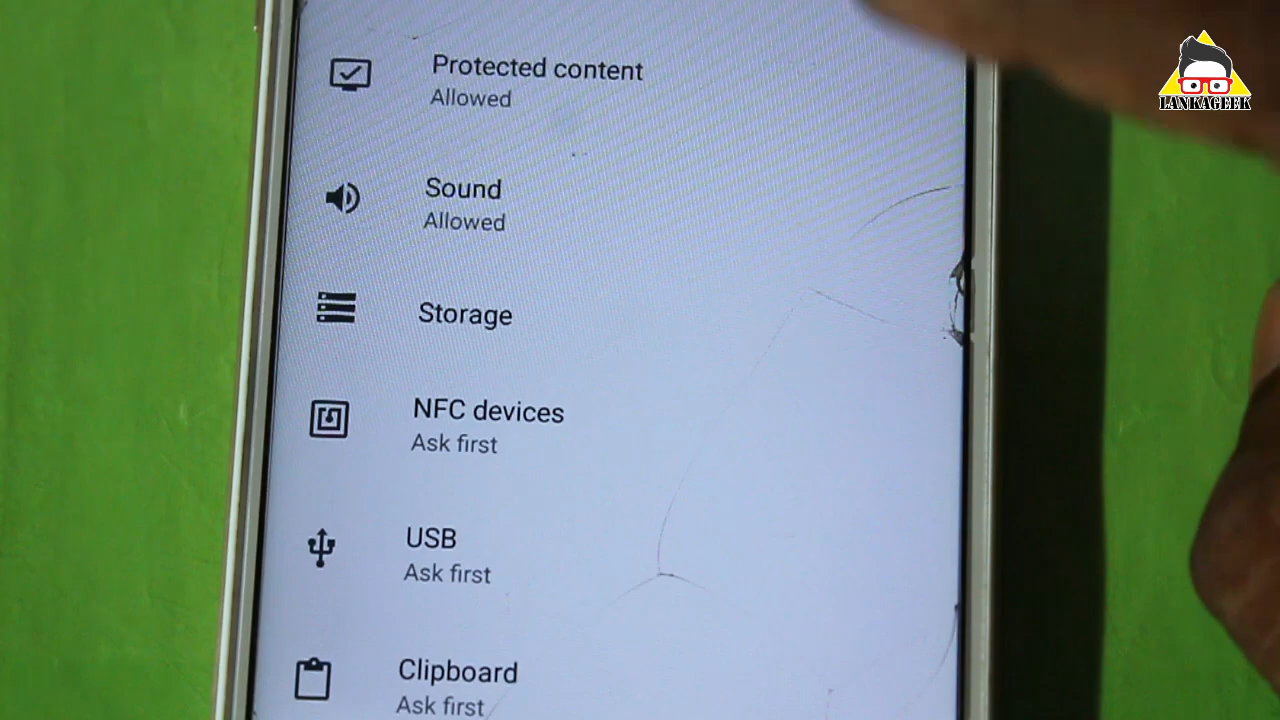 LANKAGEEK
Protected content
Allowed
Sound
Allowed
Storage
NFC devices
Ask first
USB
Ask first
Clipboard
Ask first